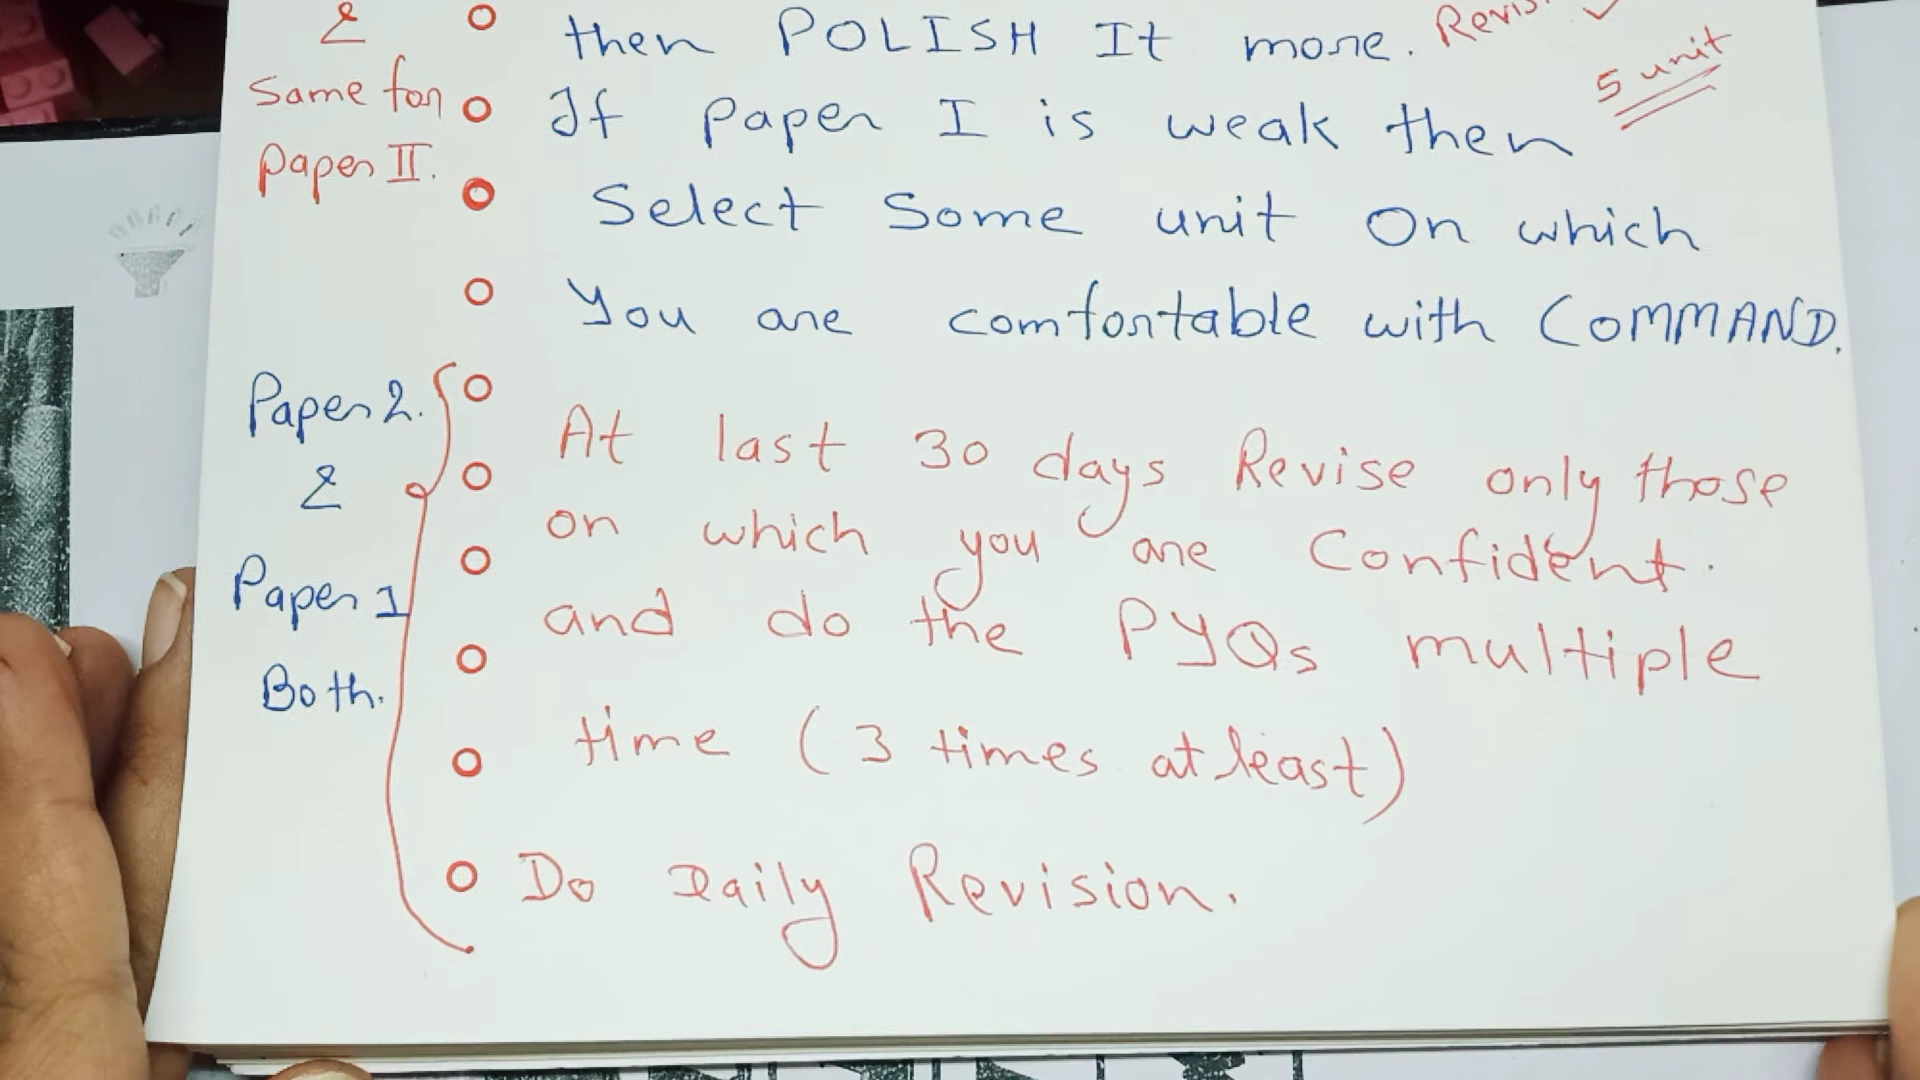 &
Same for
Paper II.
then POLISH It more.
5 unit
If Paper I is weak then
Select Some unit On which
You are comfortable with COMMAND.
Paper 2.
&
Paper 1
Both.
At last 30 days Revise only those
on which you are Confident.
and do the PYQs multiple
time (3 times at least)
Do Daily Revision.